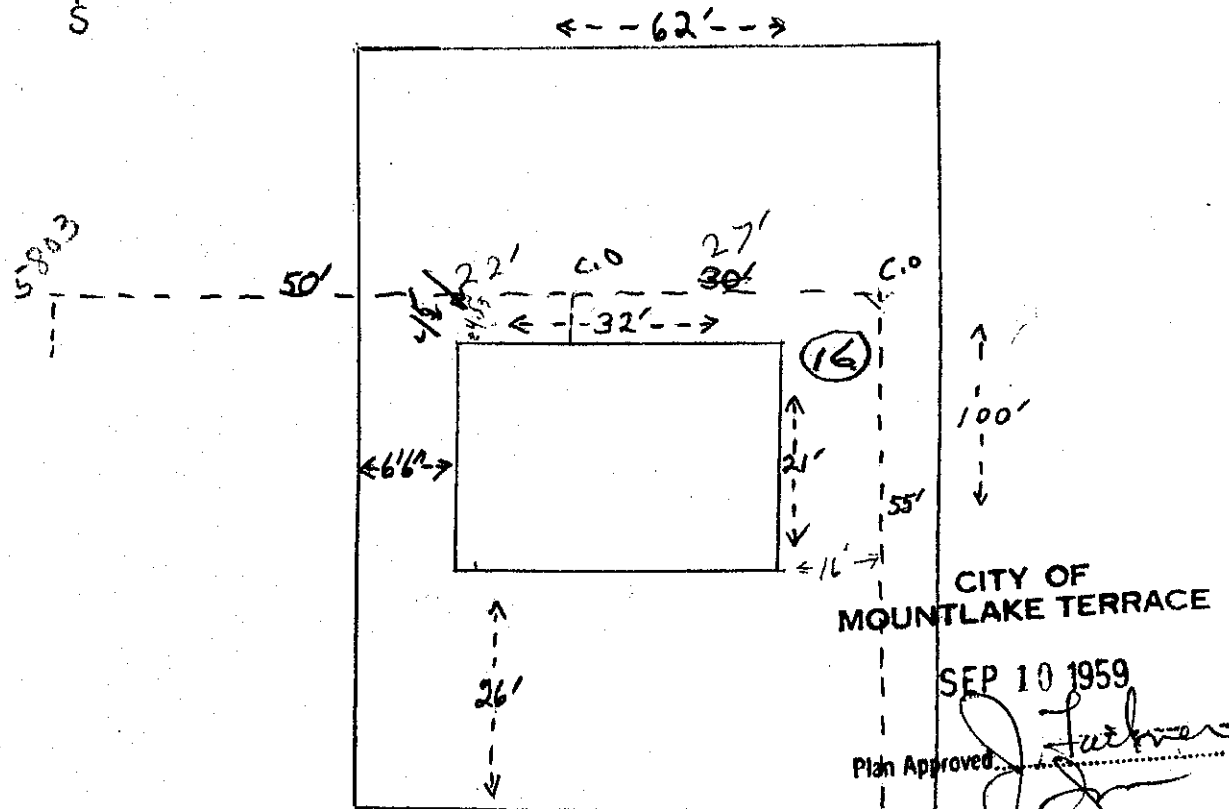 S
62'
5803
50'
22'
C.O
27'
30'
C.O
32'
16
100'
6'6"
21'
55'
16'
CITY OF
MOUNTLAKE TERRACE
26'
SEP 10 1959
Plan Approved